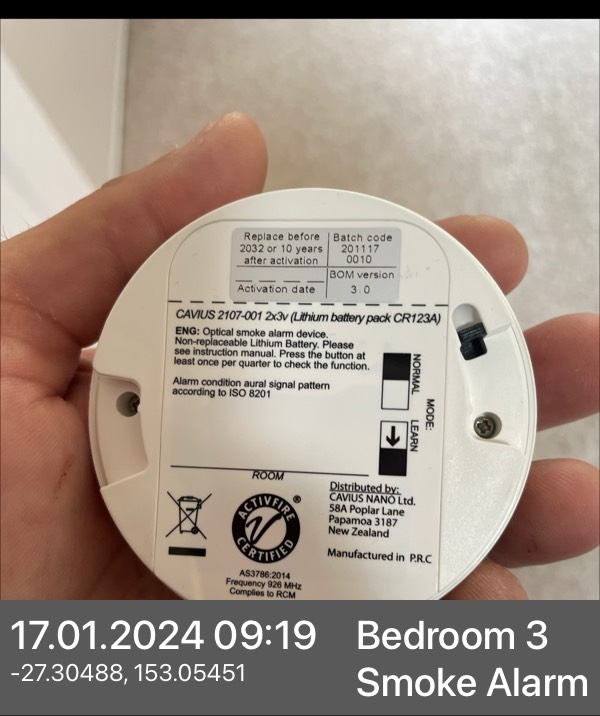 Replace before
2032 or 10 years
after activation
Activation date
Batch code
201117
0010
BOM version
3.0
CAVIUS 2107-001 2x3v (Lithium battery pack CR123A)
ENG: Optical smoke alarm device.
Non-replaceable Lithium Battery. Please
see instruction manual. Press the button at
least once per quarter to check the function.
Alarm condition aural signal pattern
according to ISO 8201
NORMAL
MODE:
LEARN
ROOM
ACTIVFIRE
®
CERTIFIED
AS3786:2014
Frequency 926 MHz
Complies to RCM
Distributed by:
CAVIUS NANO Ltd.
58A Poplar Lane
Papamoa 3187
New Zealand
Manufactured in P.R.C
17.01.2024 09:19
-27.30488, 153.05451
Bedroom 3
Smoke Alarm